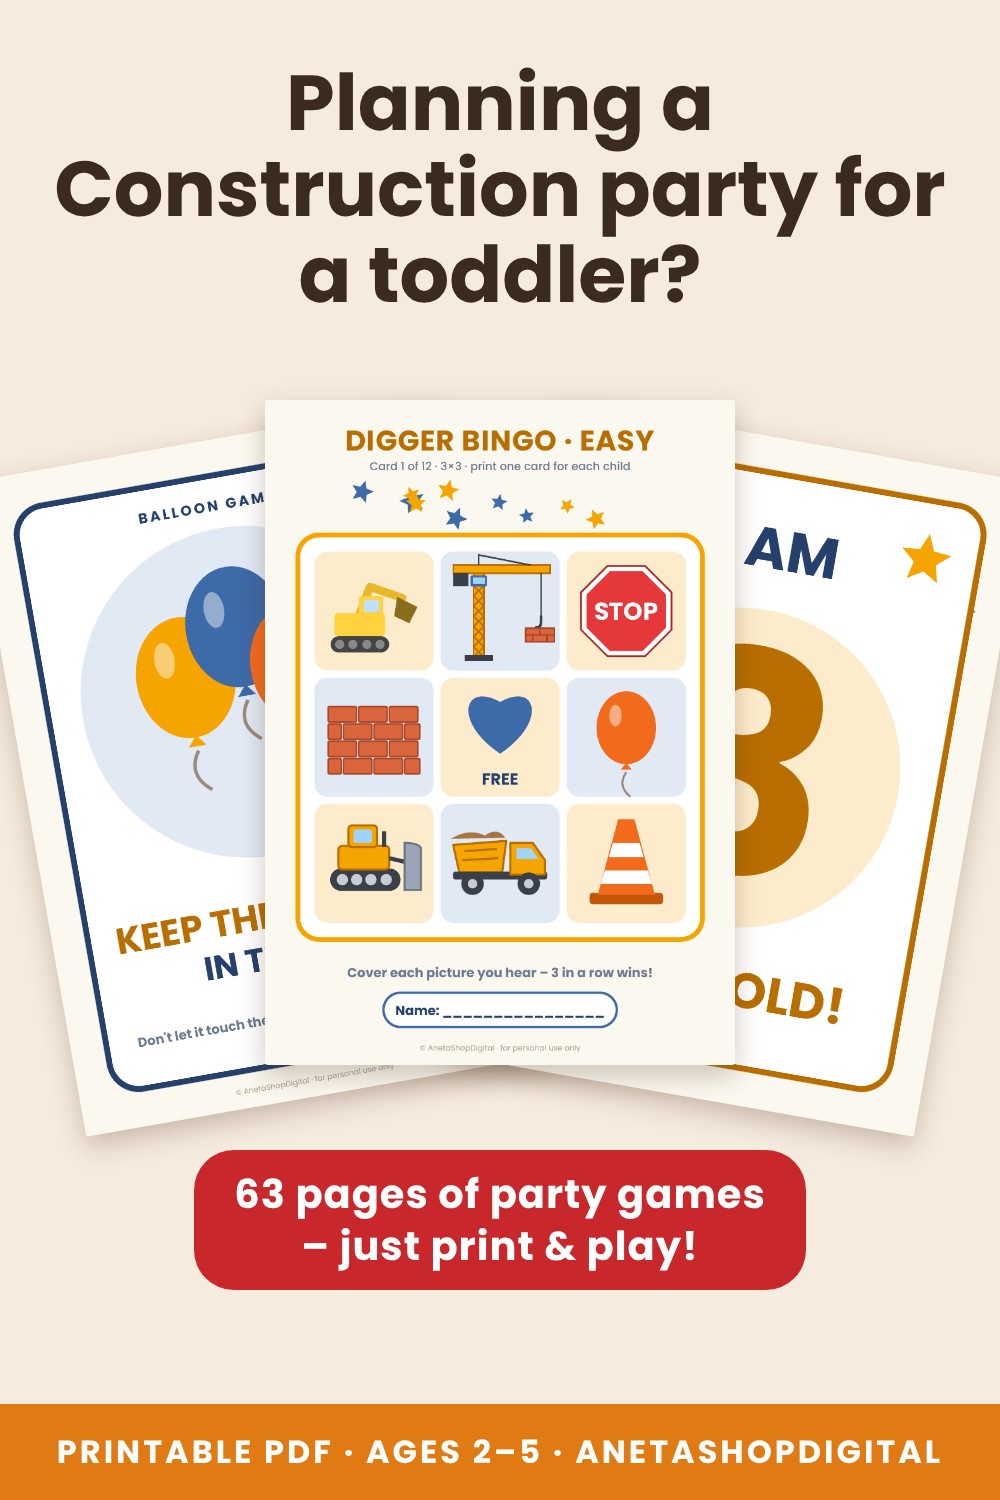 Planning a
Construction party for
a toddler?
DIGGER BINGO · EASY
Card 1 of 12 · 3×3 · print one card for each child
STOP
FREE
Cover each picture you hear – 3 in a row wins!
Name: _______________
© AnetaShopDigital · for personal use only
BALLOON GAM
KEEP THE
IN T
Don't let it touch the
© AnetaShopDigital · for personal use only
AM
3
OLD!
63 pages of party games
– just print & play!
PRINTABLE PDF · AGES 2–5 · ANETASHOPDIGITAL